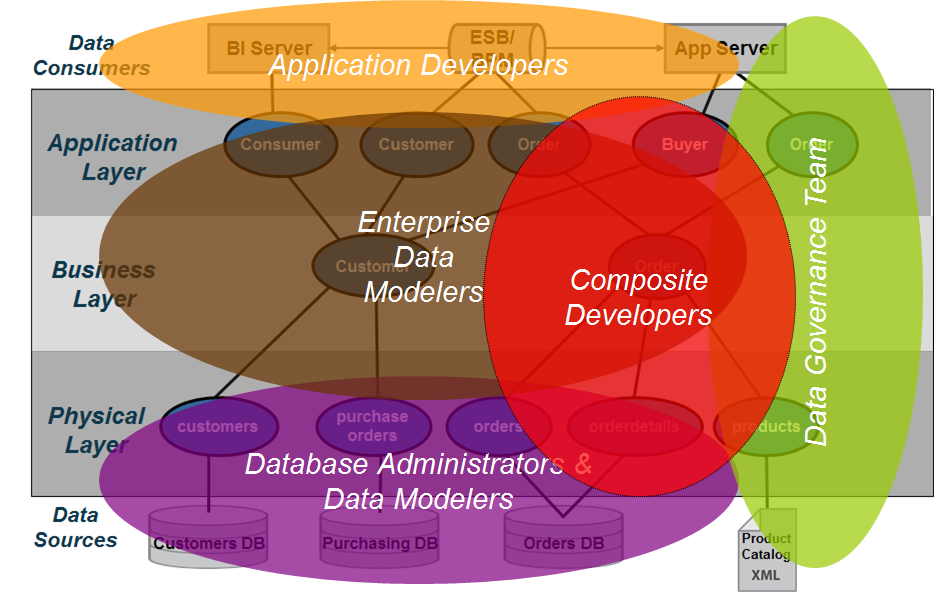 Data
Consumers
BI Server
ESB/
BPM
App Server
Application Developers
Application
Layer
Consumer
Customer
Order
Buyer
Order
Enterprise
Data
Modelers
Business
Layer
Customer
Order
Composite
Developers
Data Governance Team
Physical
Layer
customers
purchase
orders
orders
orderdetails
products
Database Administrators &
Data Modelers
Data
Sources
Customers DB
Purchasing DB
Orders DB
Product
Catalog
XML